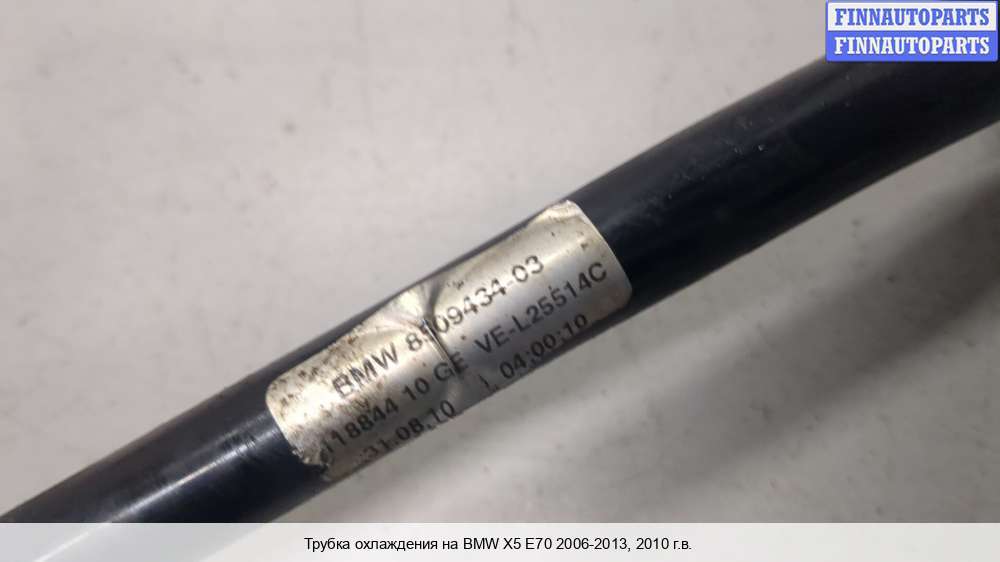 FINNAUTOPARTS
FINNAUTOPARTS
BMW 8509434-03
118844 10 GE VE-L25514C
31.08.10 04:00:10
Трубка охлаждения на BMW X5 E70 2006-2013, 2010 г.в.